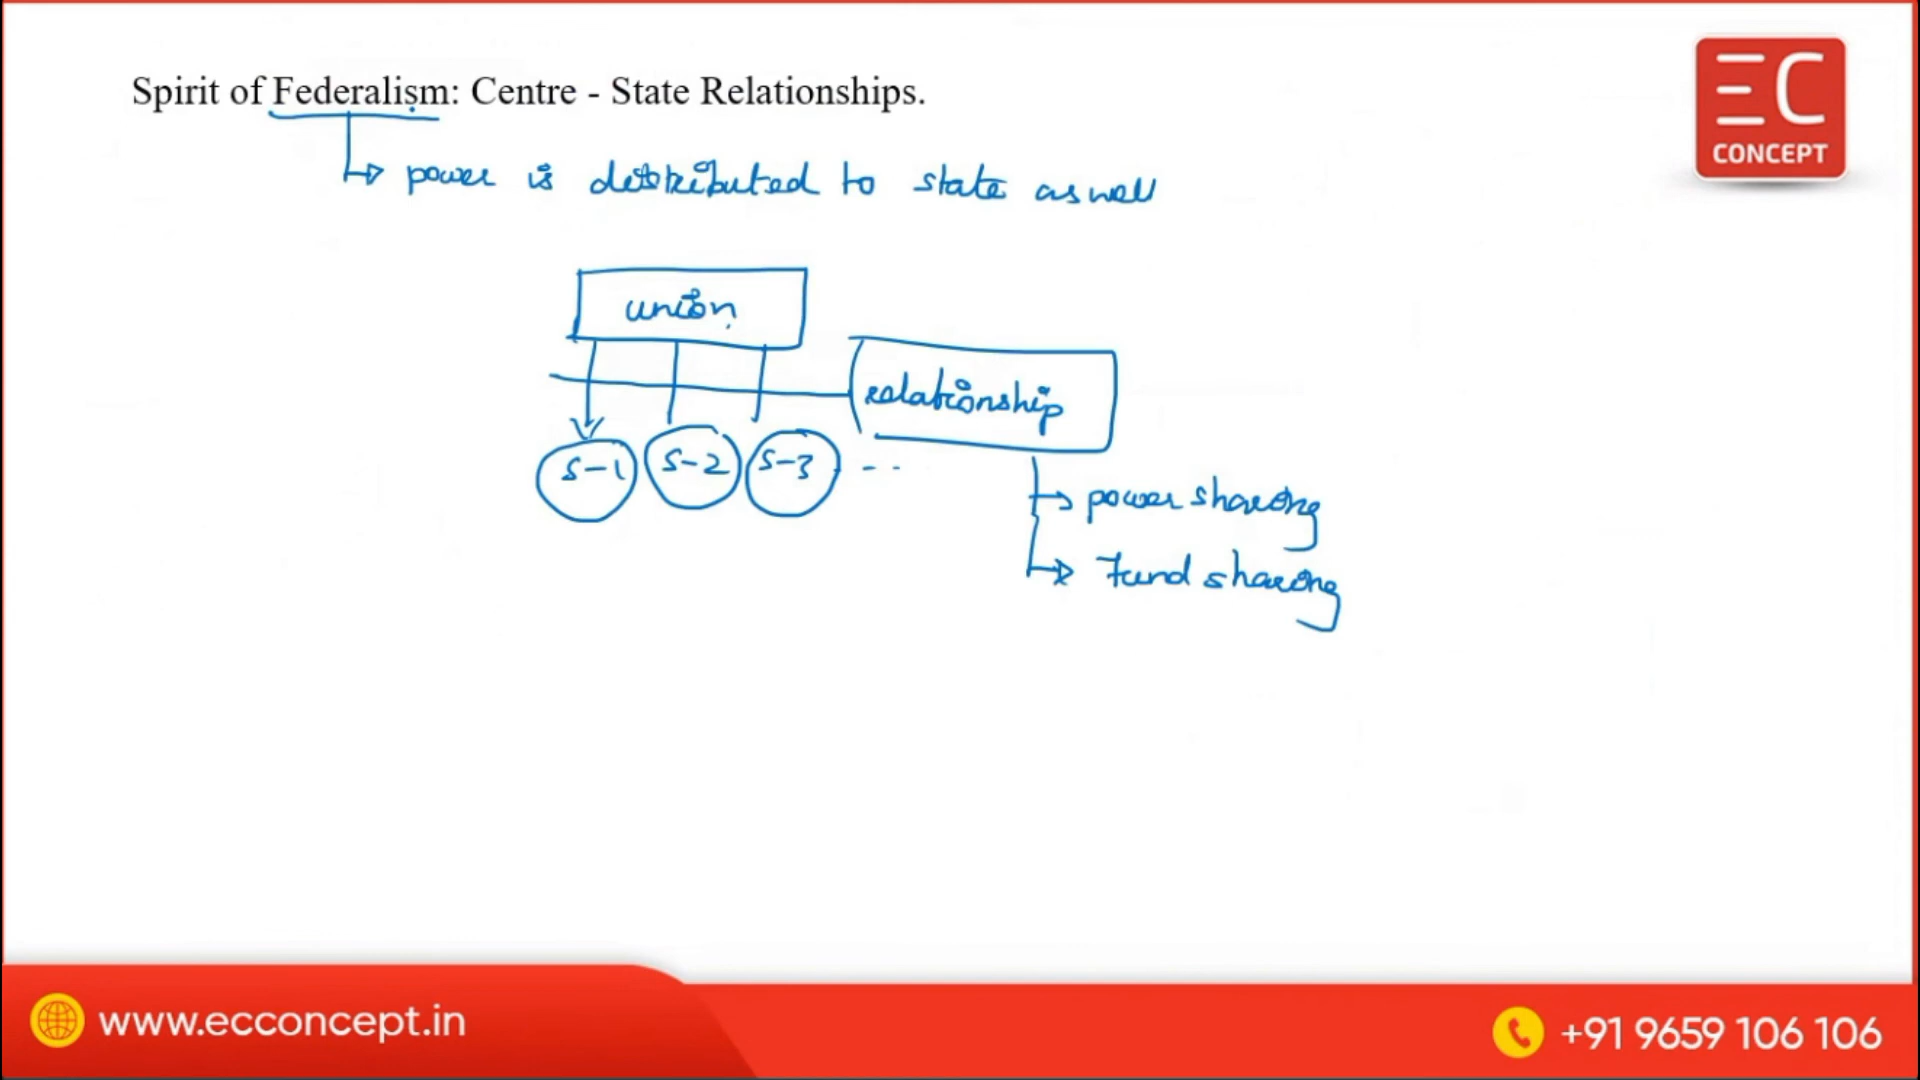 Spirit of Federalism: Centre - State Relationships.
EC
CONCEPT
power is distributed to state as well
union
relationship
S-1 S-2 S-3 ---
power sharing
Fund sharing
www.ecconcept.in
+91 9659 106 106